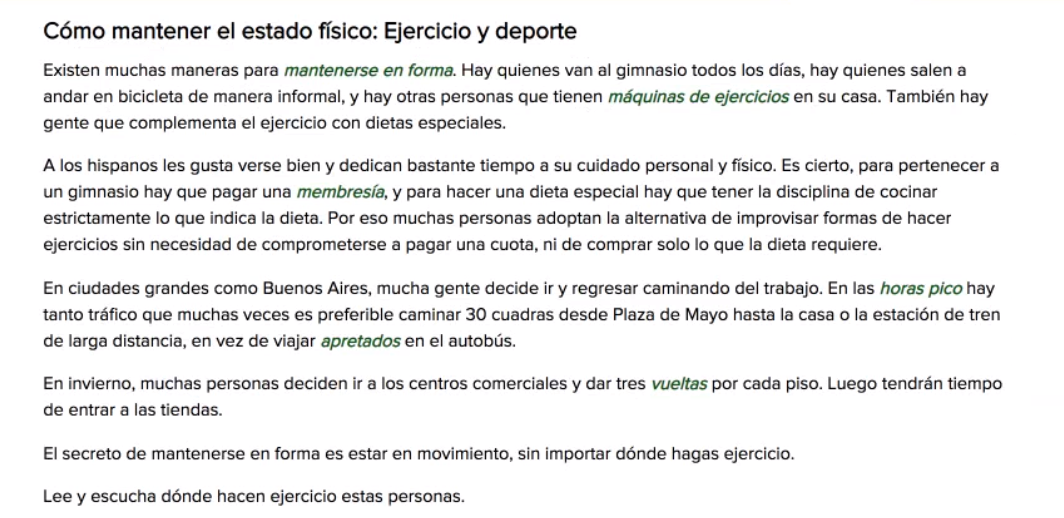 Cómo mantener el estado físico: Ejercicio y deporte
Existen muchas maneras para mantenerse en forma. Hay quienes van al gimnasio todos los días, hay quienes salen a
andar en bicicleta de manera informal, y hay otras personas que tienen máquinas de ejercicios en su casa. También hay
gente que complementa el ejercicio con dietas especiales.
A los hispanos les gusta verse bien y dedican bastante tiempo a su cuidado personal y físico. Es cierto, para pertenecer a
un gimnasio hay que pagar una membresía, y para hacer una dieta especial hay que tener la disciplina de cocinar
estrictamente lo que indica la dieta. Por eso muchas personas adoptan la alternativa de improvisar formas de hacer
ejercicios sin necesidad de comprometerse a pagar una cuota, ni de comprar solo lo que la dieta requiere.
En ciudades grandes como Buenos Aires, mucha gente decide ir y regresar caminando del trabajo. En las horas pico hay
tanto tráfico que muchas veces es preferible caminar 30 cuadras desde Plaza de Mayo hasta la casa o la estación de tren
de larga distancia, en vez de viajar apretados en el autobús.
En invierno, muchas personas deciden ir a los centros comerciales y dar tres vueltas por cada piso. Luego tendrán tiempo
de entrar a las tiendas.
El secreto de mantenerse en forma es estar en movimiento, sin importar dónde hagas ejercicio.
Lee y escucha dónde hacen ejercicio estas personas.